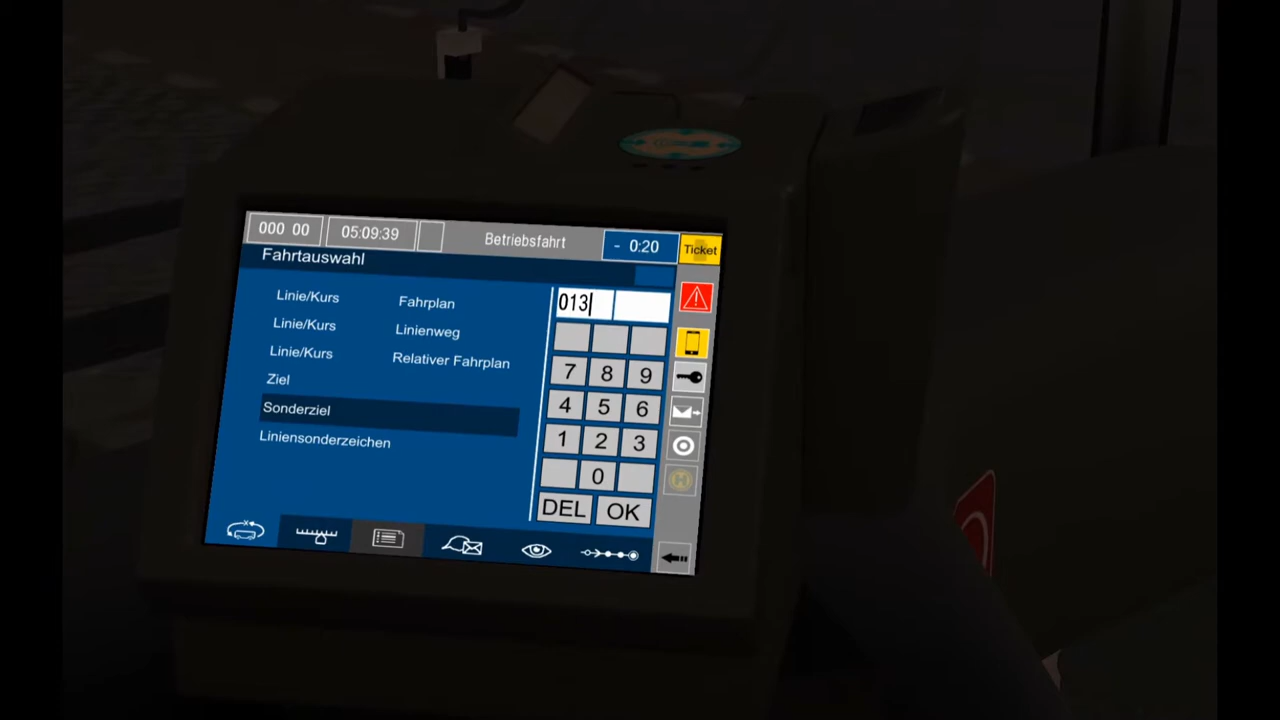 000 00 05:09:39 Betriebsfahrt - 0:20 Ticket
Fahrtauswahl
Linie/Kurs Fahrplan 013
Linie/Kurs Linienweg
Linie/Kurs Relativer Fahrplan
Ziel
Sonderziel
Liniensonderzeichen
7 8 9
4 5 6
1 2 3
0
DEL OK
H